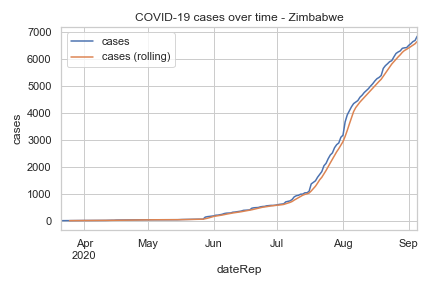 COVID-19 cases over time - Zimbabwe
cases
cases (rolling)
7000
6000
5000
4000
3000
2000
1000
0
cases
Apr
2020
May
Jun
Jul
Aug
Sep
dateRep